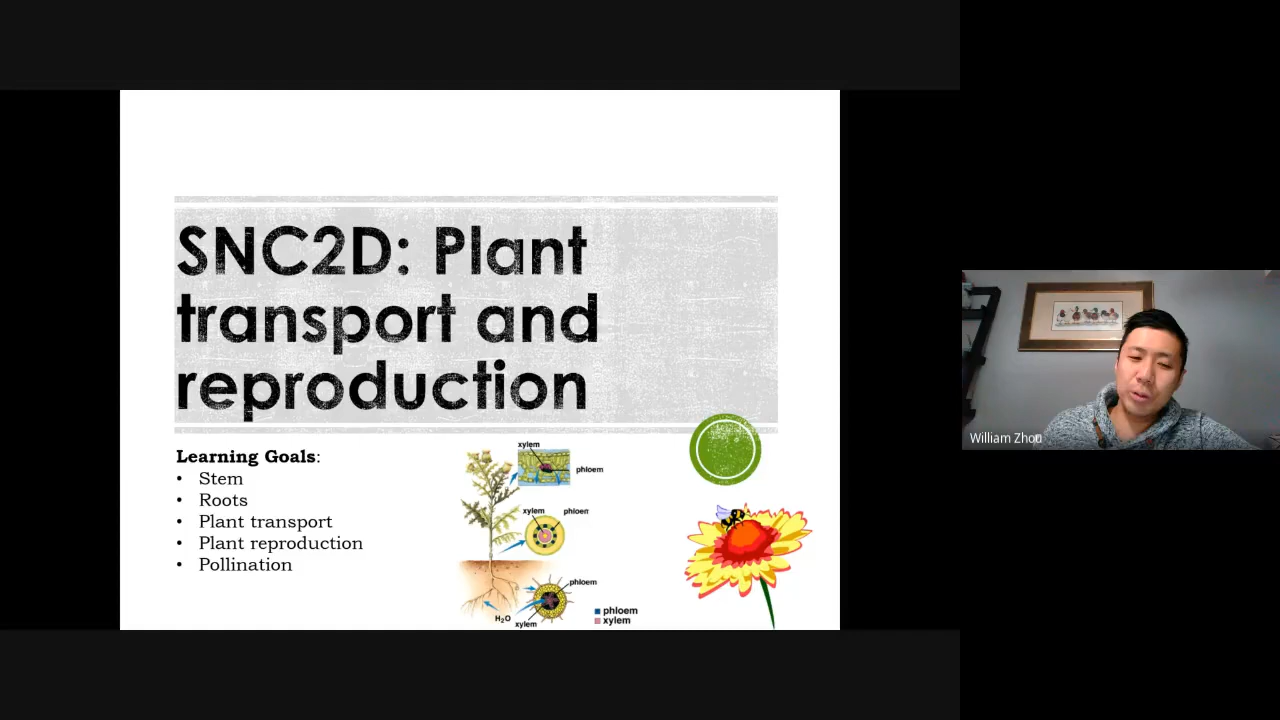 SNC2D: Plant
transport and
reproduction
Learning Goals:
• Stem
• Roots
• Plant transport
• Plant reproduction
• Pollination
xylem
phloem
xylem
phloem
phloem
H₂O
xylem
phloem
xylem
William Zhou